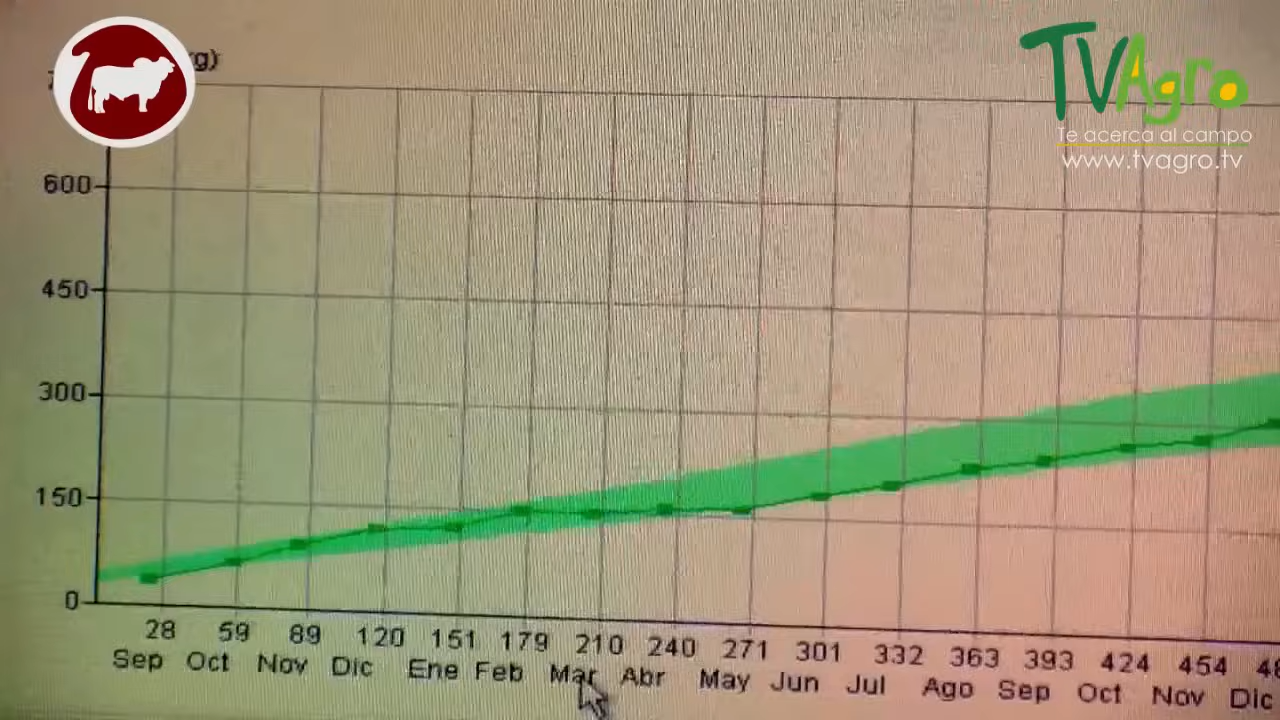 g)
TVAgro
Te acerca al campo
www.tvagro.tv
600
450
300
150
0
28 59 89 120 151 179 210 240 271 301 332 363 393 424 454
Sep Oct Nov Dic Ene Feb Mar Abr May Jun Jul Ago Sep Oct Nov Dic